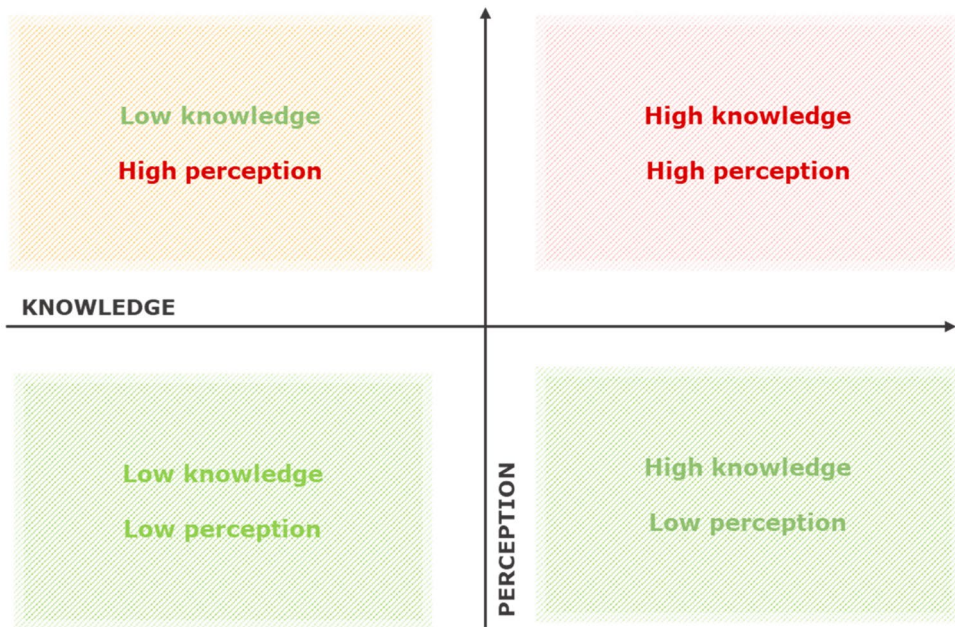 Low knowledge
High perception
High knowledge
High perception
KNOWLEDGE
Low knowledge
Low perception
PERCEPTION
High knowledge
Low perception